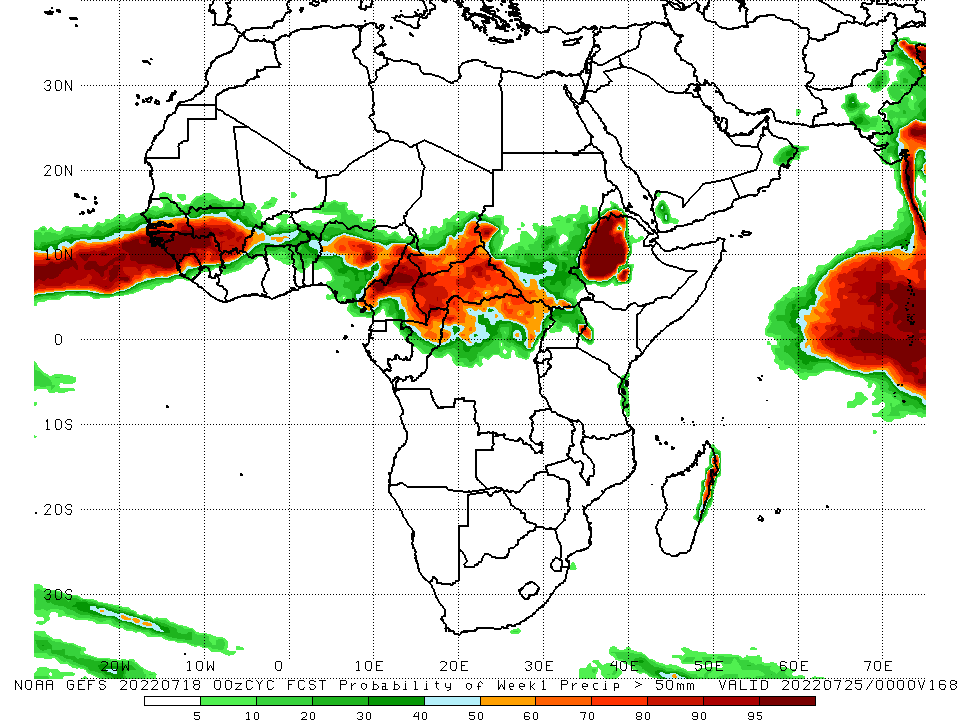 30N
20N
10N
0
10S
20S
30S
20W 10W 0 10E 20E 30E 40E 50E 60E 70E
NOAA GEFS 20220718 00zCYC FCST Probability of Week1 Precip > 50mm VALID 20220725/0000V168
5 10 20 30 40 50 60 70 80 90 95